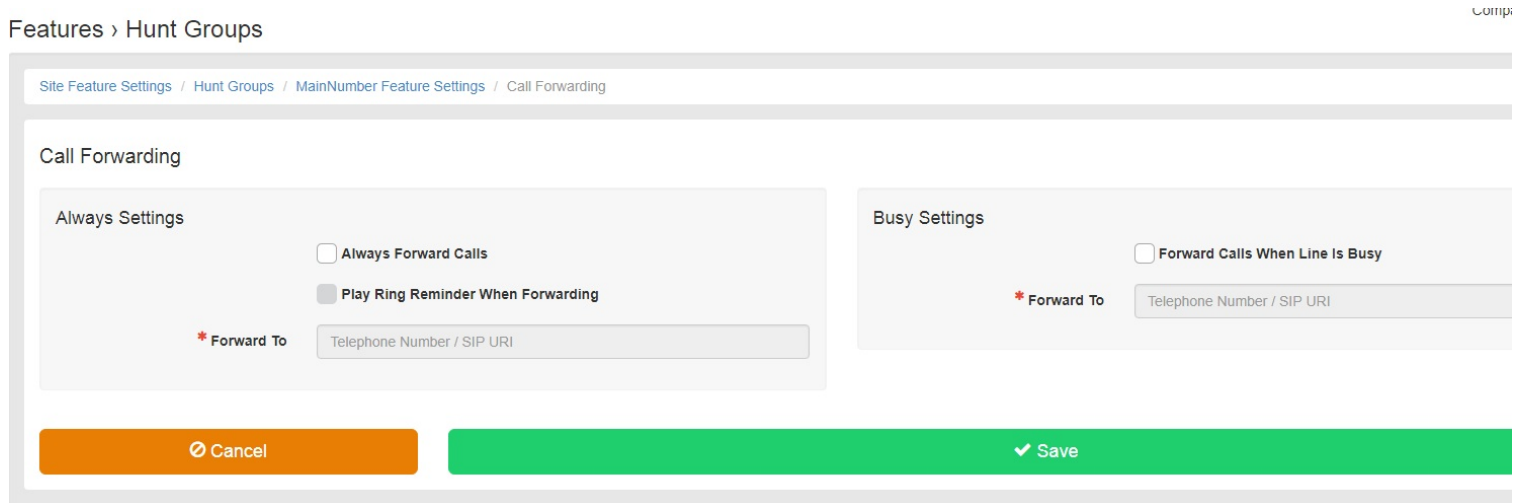 Features › Hunt Groups
Site Feature Settings / Hunt Groups / MainNumber Feature Settings / Call Forwarding
Call Forwarding
Always Settings
Always Forward Calls
Play Ring Reminder When Forwarding
* Forward To
Telephone Number / SIP URI
Busy Settings
Forward Calls When Line Is Busy
* Forward To
Telephone Number / SIP URI
Cancel
Save